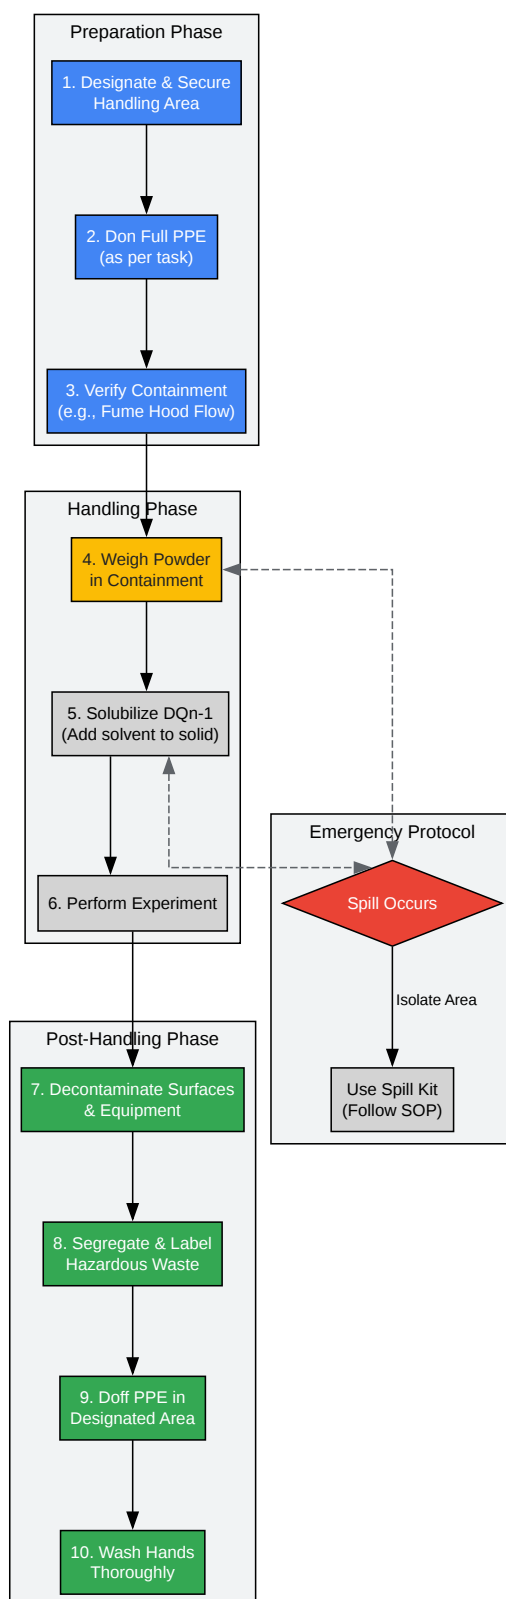 Preparation Phase
1. Designate & Secure
Handling Area
2. Don Full PPE
(as per task)
3. Verify Containment
(e.g., Fume Hood Flow)
Handling Phase
4. Weigh Powder
in Containment
5. Solubilize DQn-1
(Add solvent to solid)
6. Perform Experiment
Emergency Protocol
Spill Occurs
Isolate Area
Use Spill Kit
(Follow SOP)
Post-Handling Phase
7. Decontaminate Surfaces
& Equipment
8. Segregate & Label
Hazardous Waste
9. Doff PPE in
Designated Area
10. Wash Hands
Thoroughly